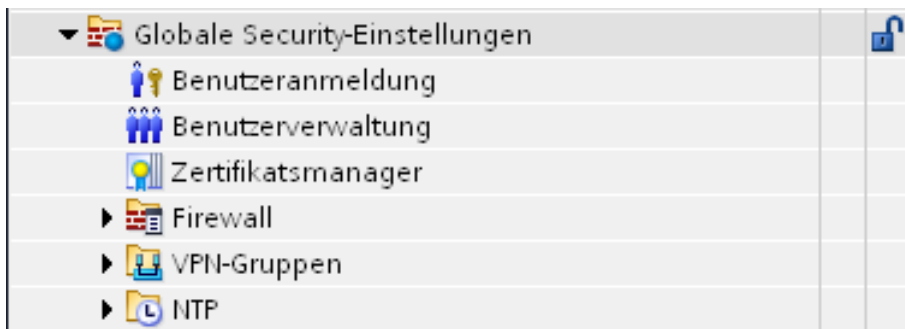 Globale Security-Einstellungen
Benutzeranmeldung
Benutzerverwaltung
Zertifikatsmanager
Firewall
VPN-Gruppen
NTP